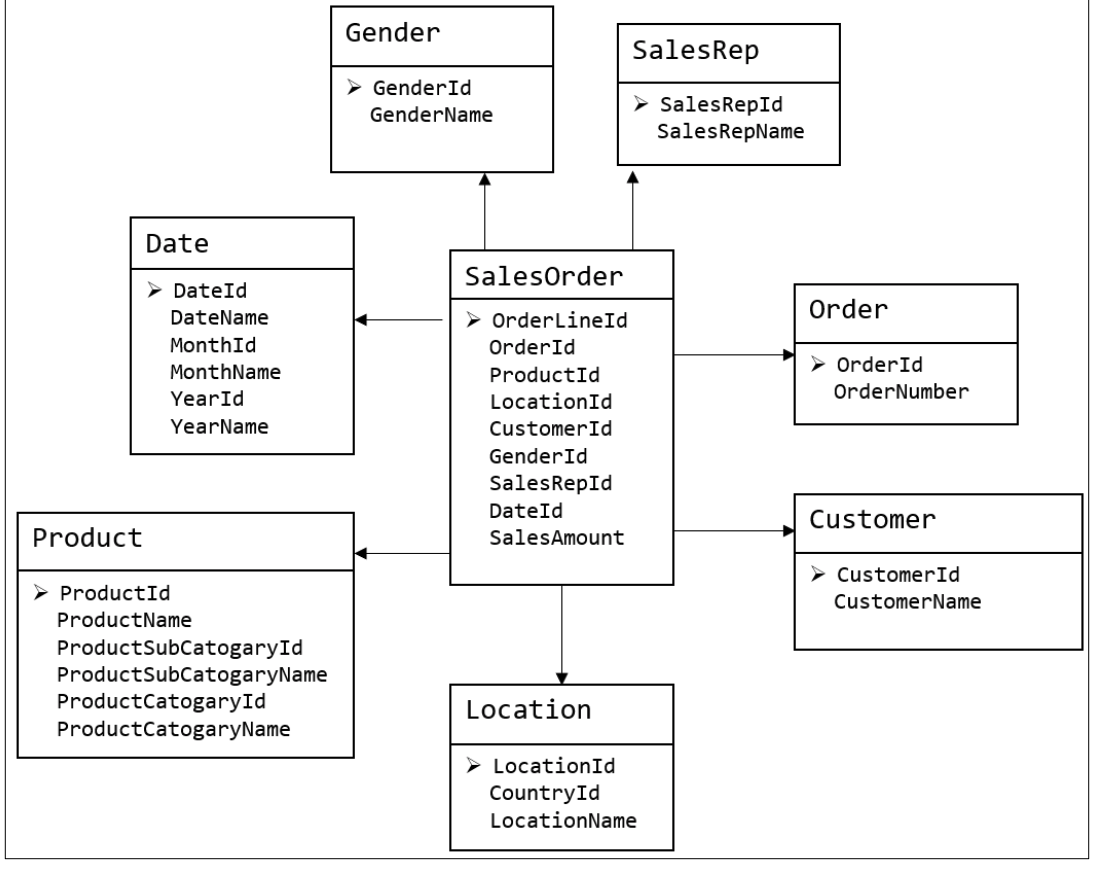 Gender
➢ GenderId
GenderName
SalesRep
➢ SalesRepId
SalesRepName
Date
➢ DateId
DateName
MonthId
MonthName
YearId
YearName
SalesOrder
➢ OrderLineId
OrderId
ProductId
LocationId
CustomerId
GenderId
SalesRepId
DateId
SalesAmount
Order
➢ OrderId
OrderNumber
Product
➢ ProductId
ProductName
ProductSubCatogaryId
ProductSubCatogaryName
ProductCatogaryId
ProductCatogaryName
Customer
➢ CustomerId
CustomerName
Location
➢ LocationId
CountryId
LocationName